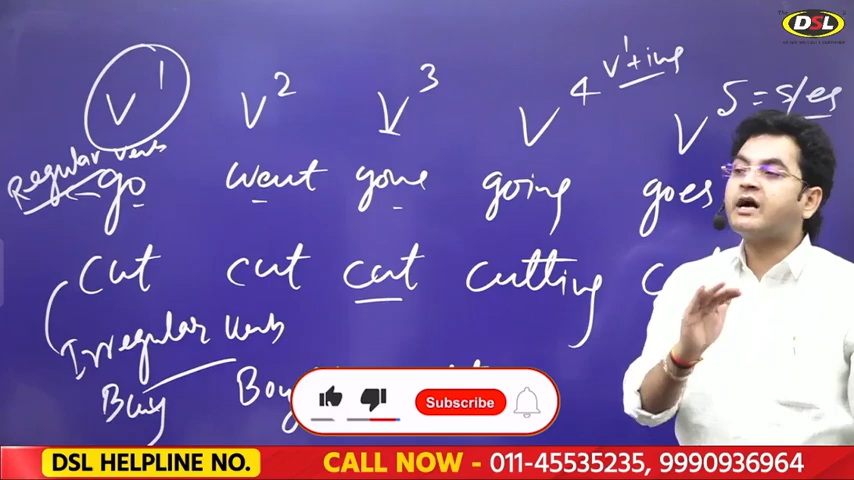 DSL
V¹ V² V³ V⁴ V¹+ing V⁵ = s/es
Regular Verb
go went gone going goes
Cut cut cut cutting
Irregular Verbs
Buy
Subscribe
DSL HELPLINE NO. CALL NOW - 011-45535235, 9990936964